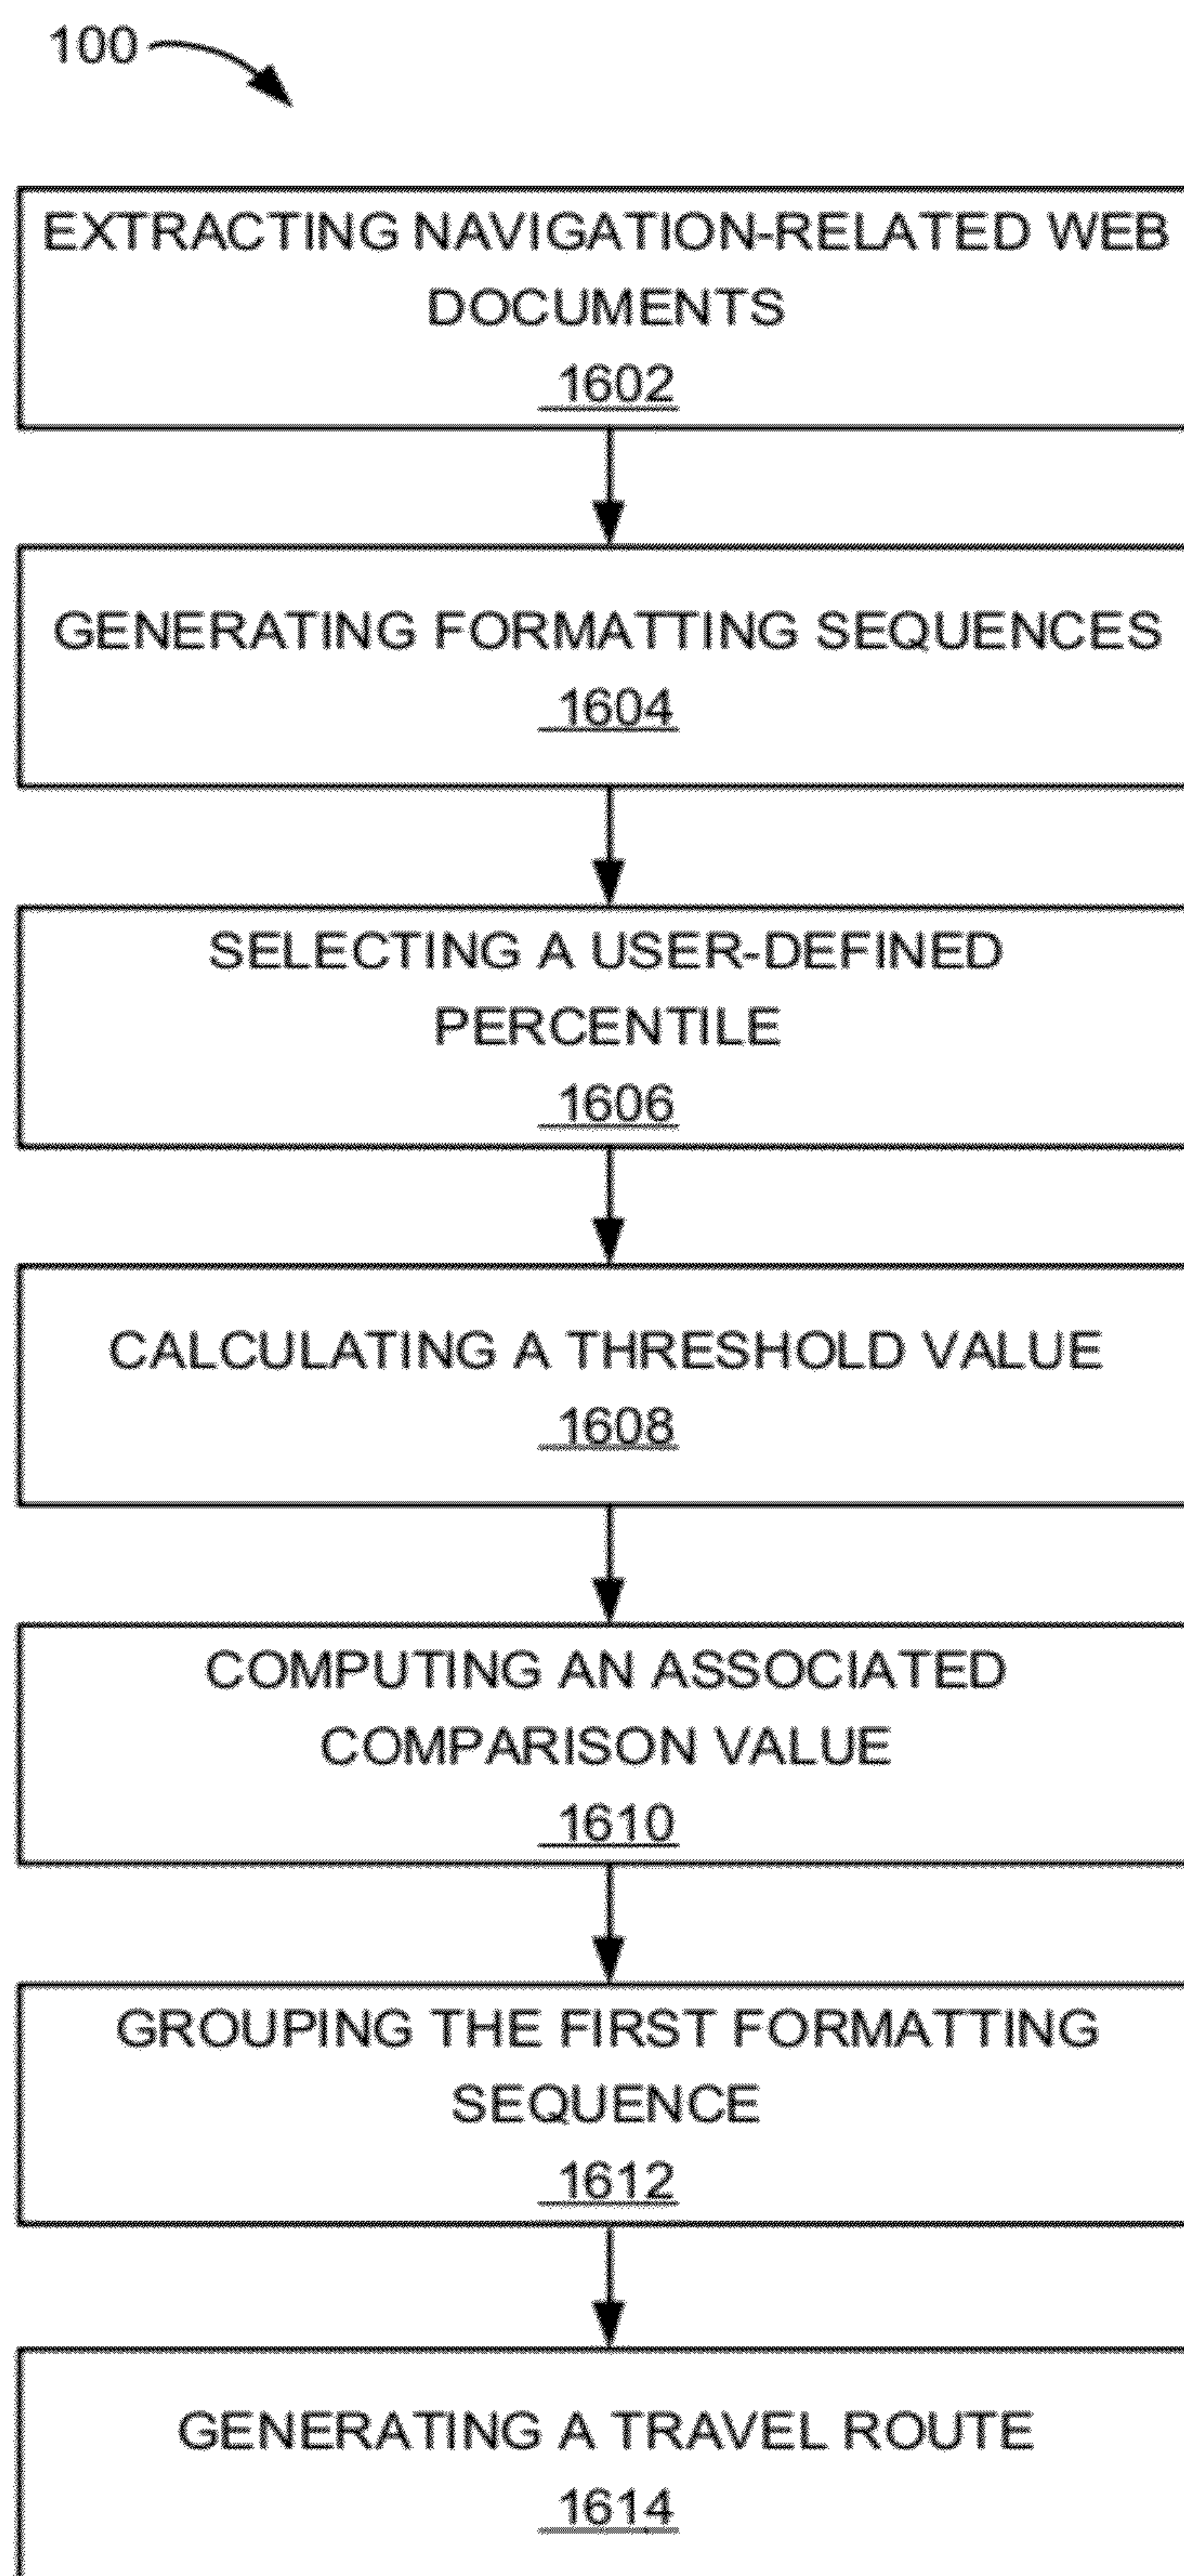 100
EXTRACTING NAVIGATION-RELATED WEB
DOCUMENTS
1602
GENERATING FORMATTING SEQUENCES
1604
SELECTING A USER-DEFINED
PERCENTILE
1606
CALCULATING A THRESHOLD VALUE
1608
COMPUTING AN ASSOCIATED
COMPARISON VALUE
1610
GROUPING THE FIRST FORMATTING
SEQUENCE
1612
GENERATING A TRAVEL ROUTE
1614